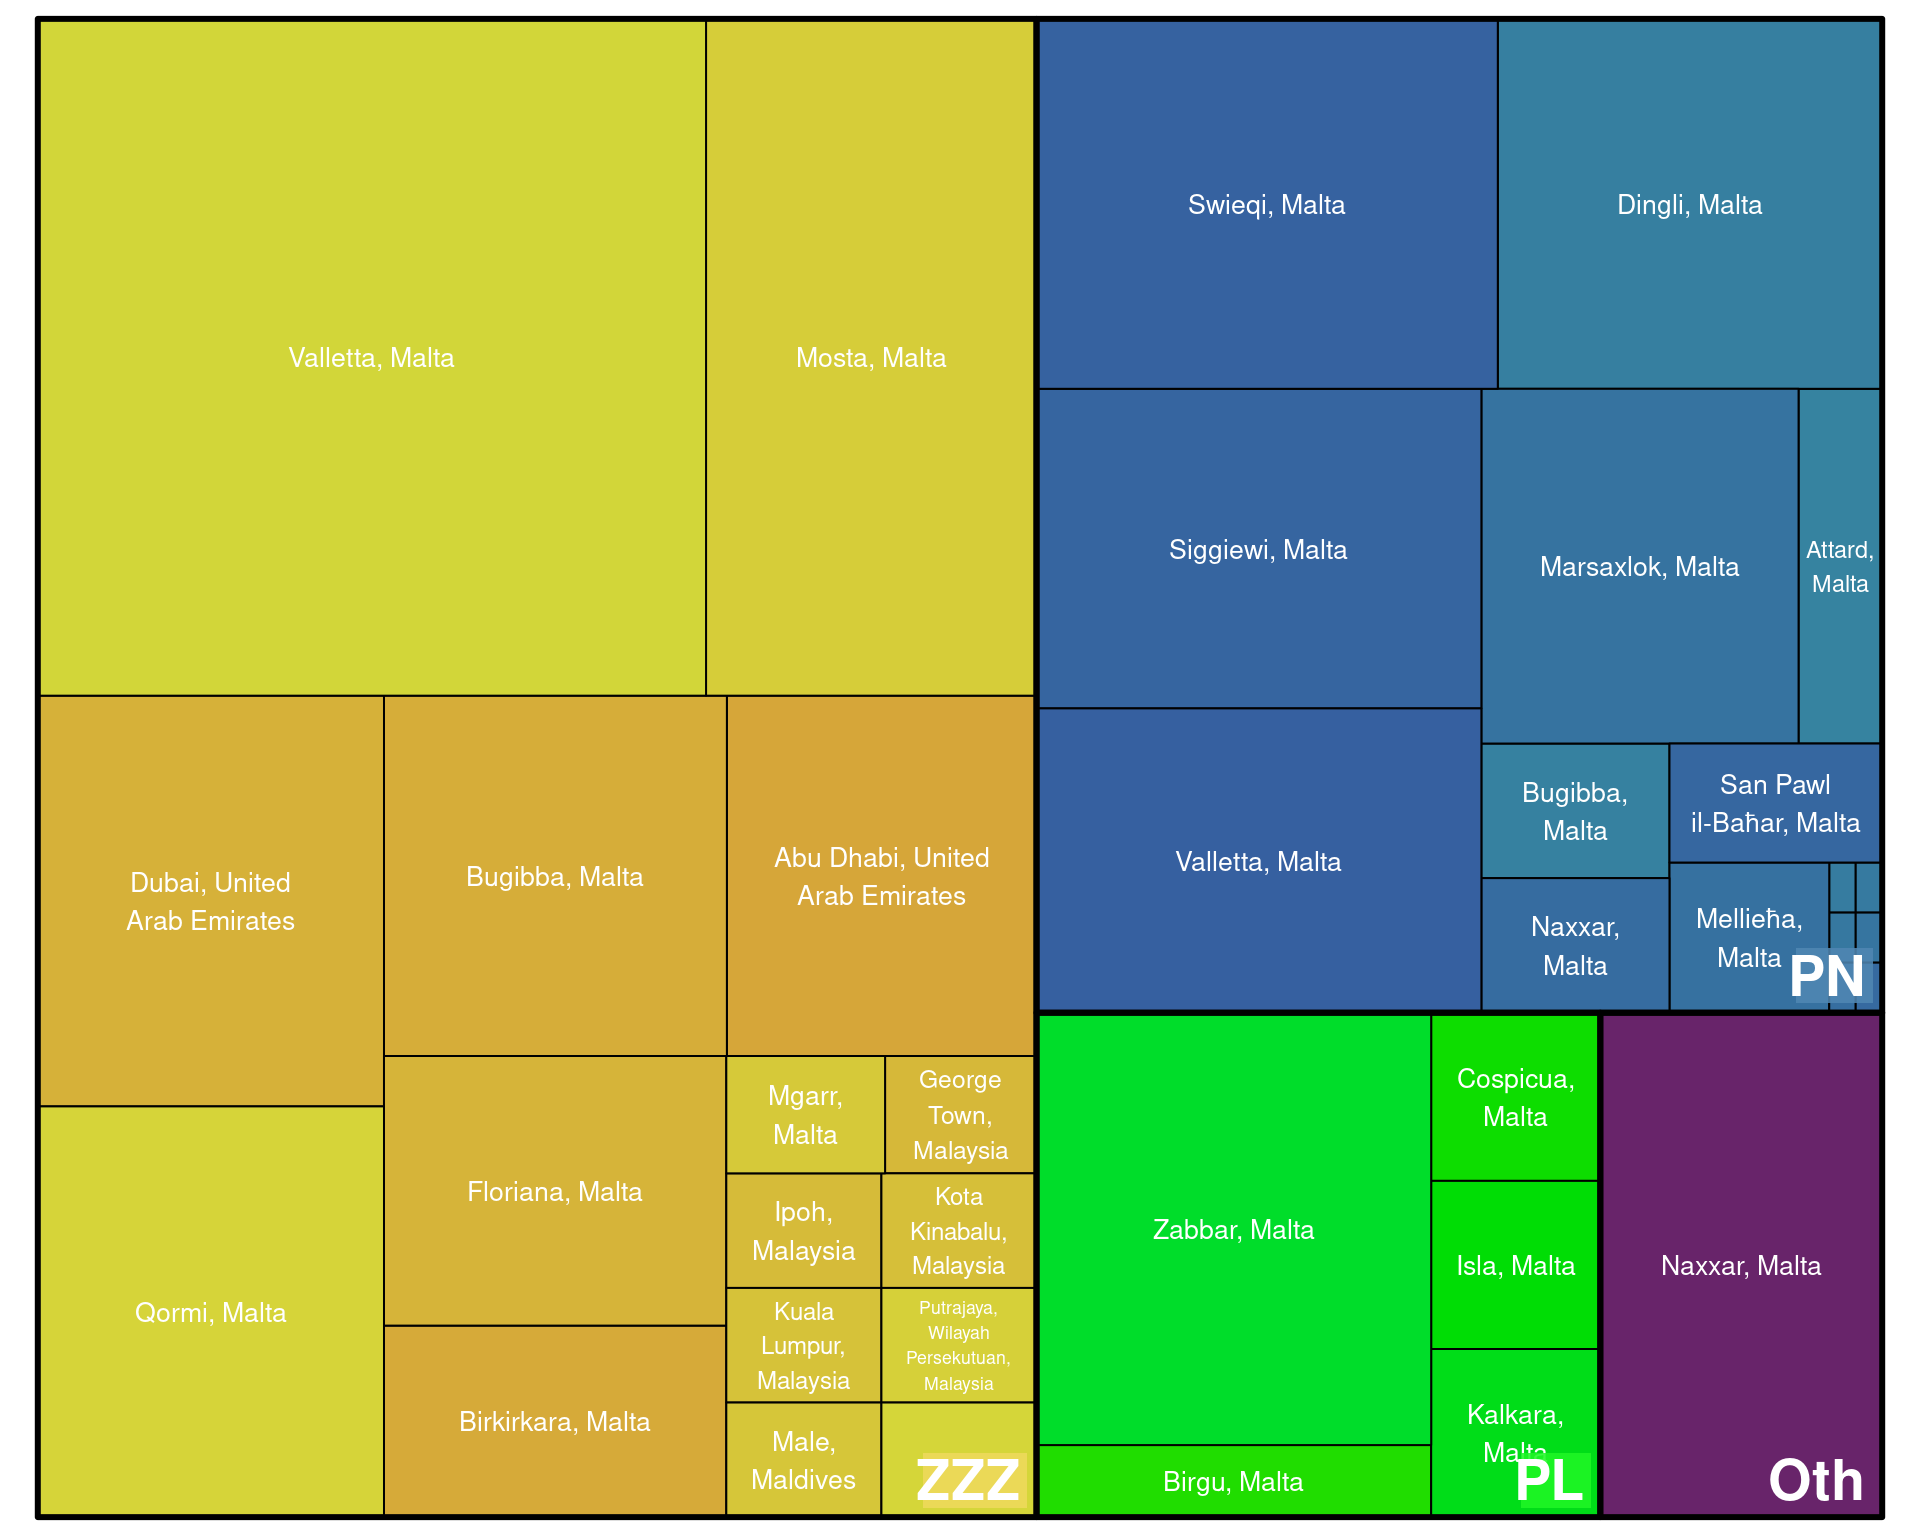 Valletta, Malta
Mosta, Malta
Dubai, United
Arab Emirates
Bugibba, Malta
Abu Dhabi, United
Arab Emirates
Qormi, Malta
Floriana, Malta
Birkirkara, Malta
Mgarr,
Malta
George
Town,
Malaysia
Ipoh,
Malaysia
Kota
Kinabalu,
Malaysia
Kuala
Lumpur,
Malaysia
Putrajaya,
Wilayah
Persekutuan,
Malaysia
Male,
Maldives
ZZZ
Swieqi, Malta
Dingli, Malta
Siggiewi, Malta
Marsaxlok, Malta
Attard,
Malta
Valletta, Malta
Bugibba,
Malta
San Pawl
il-Baħar, Malta
Naxxar,
Malta
Mellieħa,
Malta
PN
Zabbar, Malta
Birgu, Malta
Cospicua,
Malta
Isla, Malta
Kalkara,
Malta
PL
Naxxar, Malta
Oth